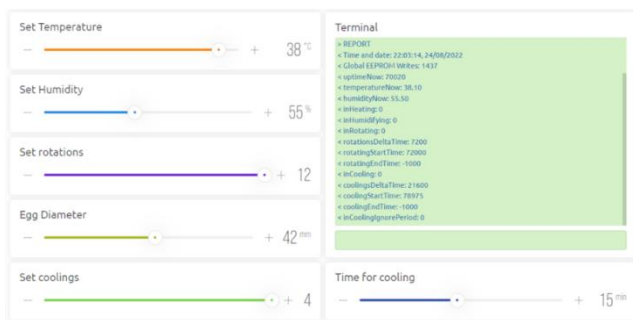 Set Temperature
— + 38 °C
Set Humidity
— + 55 %
Set rotations
— + 12
Egg Diameter
— + 42 mm
Set coolings
— + 4
Terminal
> REPORT
< Time and date: 22:03:14, 24/08/2022
< Global EEPROM Writes: 1437
< uptimeNow: 70020
< temperatureNow: 38.10
< humidityNow: 55.50
< inHeating: 0
< inHumidifying: 0
< inRotating: 0
< rotationsDeltaTime: 7200
< rotatingStartTime: 72000
< rotatingEndTime: -1000
< inCooling: 0
< coolingsDeltaTime: 21600
< coolingStartTime: 78975
< coolingEndTime: -1000
< inCoolingIgnorePeriod: 0
Time for cooling
— + 15 min